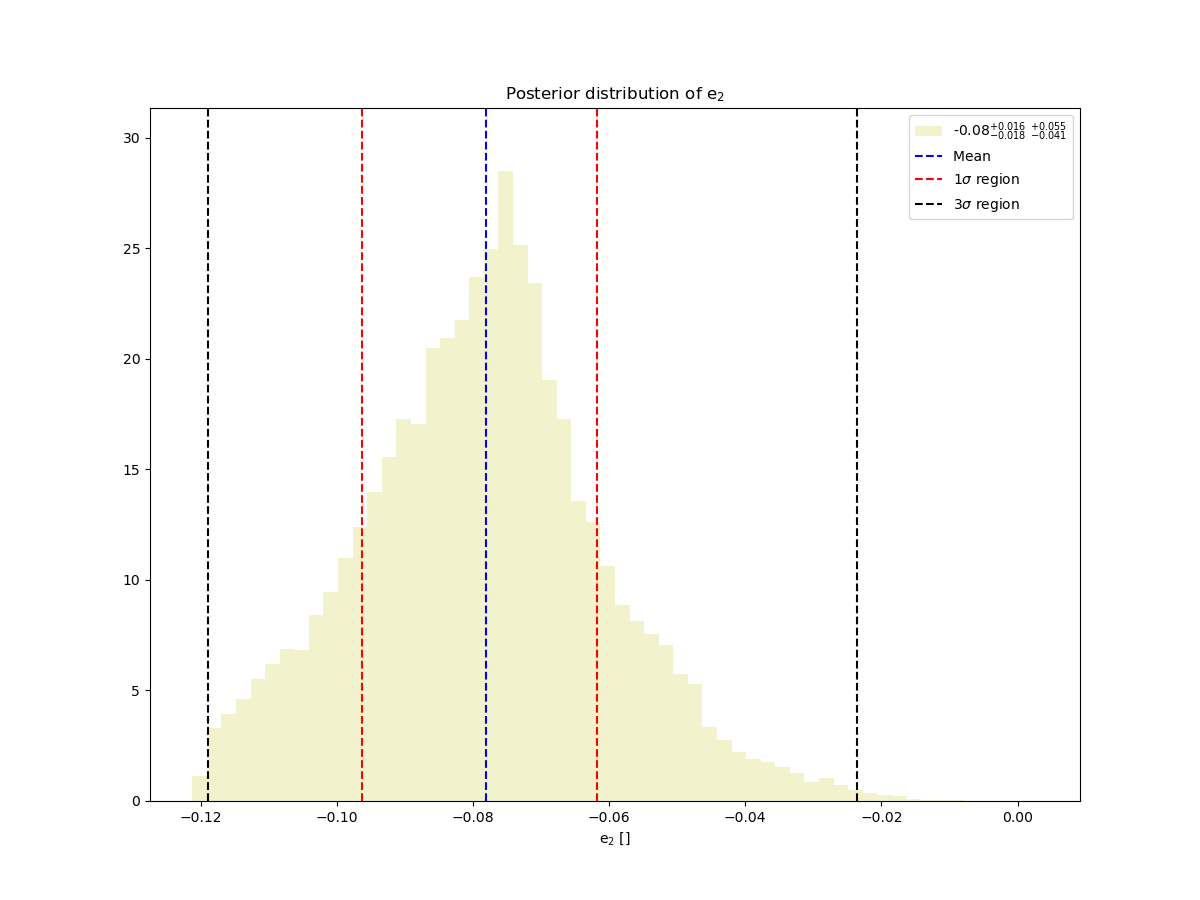 Posterior distribution of e₂
30
25
20
15
10
5
0
−0.12 −0.10 −0.08 −0.06 −0.04 −0.02 0.00
e₂ []
-0.08 +0.016 −0.018 +0.055 −0.041
Mean
1σ region
3σ region